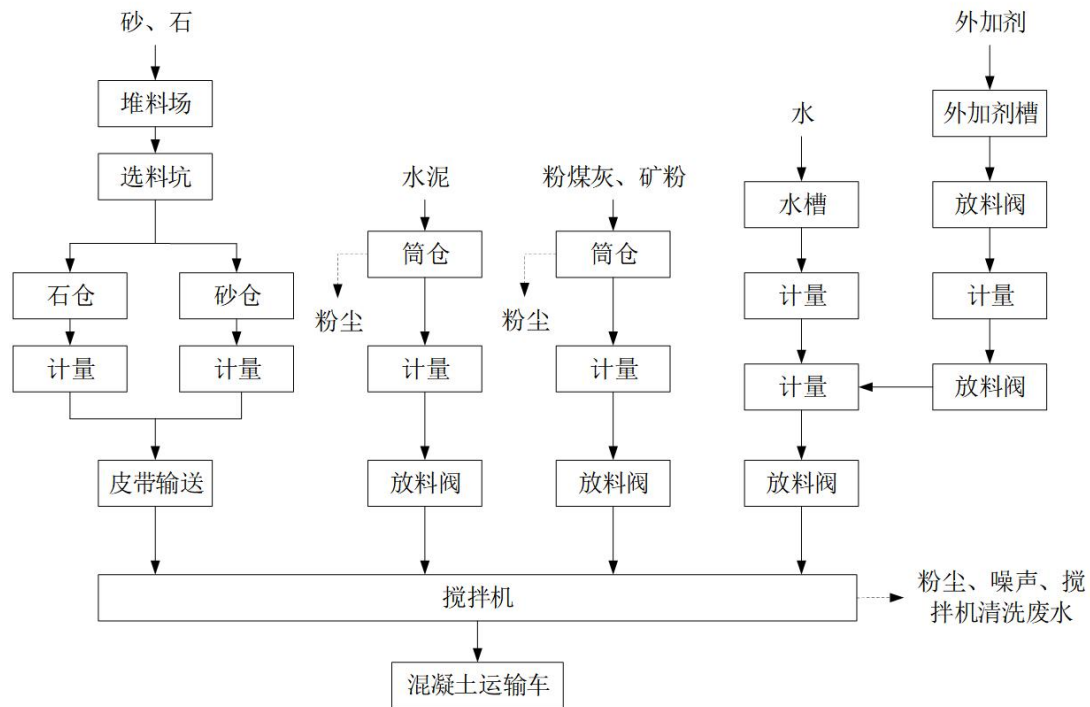 砂、石
外加剂
堆料场
水
外加剂槽
选料坑
水泥
粉煤灰、矿粉
水槽
放料阀
筒仓
筒仓
石仓
砂仓
计量
计量
粉尘
粉尘
计量
计量
计量
计量
计量
放料阀
皮带输送
放料阀
放料阀
放料阀
搅拌机
粉尘、噪声、搅
拌机清洗废水
混凝土运输车